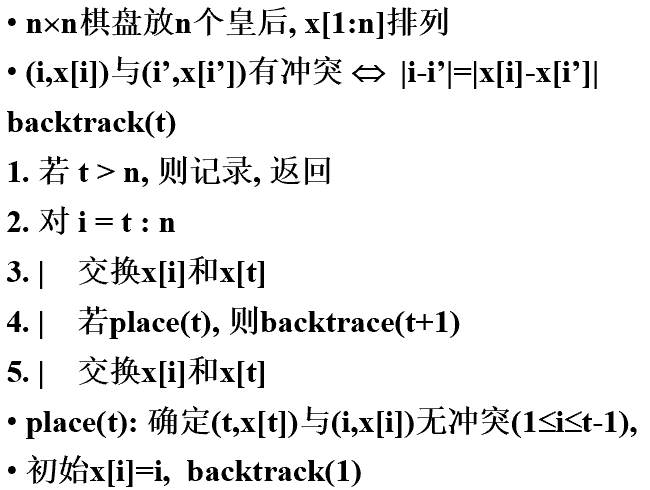 • n×n棋盘放n个皇后, x[1:n]排列
• (i,x[i])与(i’,x[i’])有冲突 ⇔ |i-i’|=|x[i]-x[i’]|
backtrack(t)
1. 若 t > n, 则记录, 返回
2. 对 i = t : n
3. | 交换x[i]和x[t]
4. | 若place(t), 则backtrace(t+1)
5. | 交换x[i]和x[t]
• place(t): 确定(t,x[t])与(i,x[i])无冲突(1≤i≤t-1),
• 初始x[i]=i, backtrack(1)